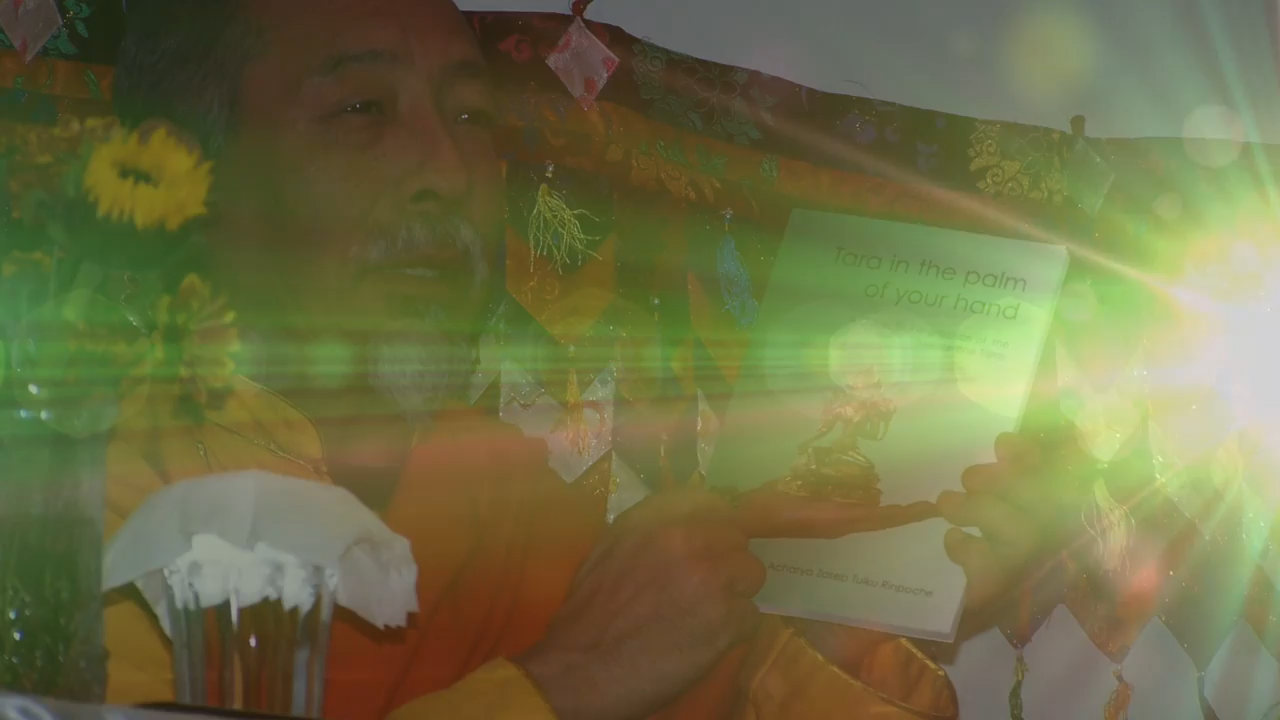 Tara in the palm
of your hand
Acharya Zasep Tulku Rinpoche